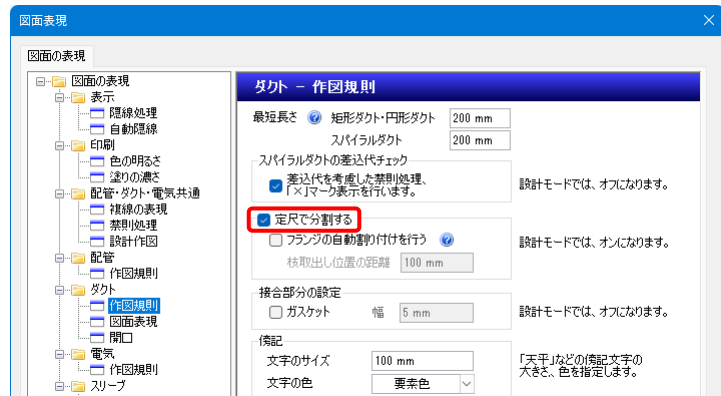 図面表現
図面の表現
図面の表現
表示
隠線処理
自動隠線
印刷
色の明るさ
塗りの濃さ
配管・ダクト・電気共通
複線の表現
禁則処理
設計作図
配管
作図規則
ダクト
作図規則
図面表現
開口
電気
作図規則
スリーブ
ダクト - 作図規則
最短長さ 矩形ダクト・円形ダクト 200 mm
スパイラルダクト 200 mm
スパイラルダクトの差込代チェック
差込代を考慮した禁則処理、
「×」マーク表示を行います。
設計モードでは、オフになります。
定尺で分割する
フランジの自動割り付けを行う
設計モードでは、オンになります。
枝取出し位置の距離 100 mm
接合部分の設定
ガスケット 幅 5 mm
設計モードでは、オフになります。
傍記
文字のサイズ 100 mm
文字の色 要素色
「天平」などの傍記文字の
大きさ、色を指定します。